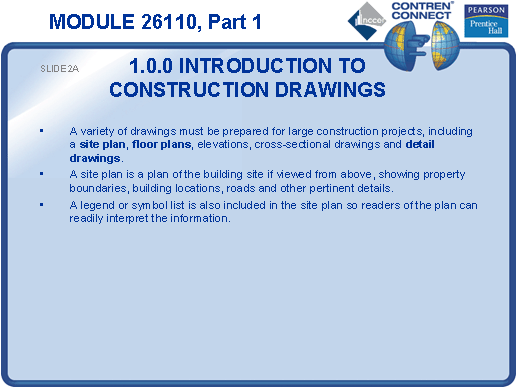 MODULE 26110, Part 1
nccer
CONTREN®
CONNECT
PEARSON
Prentice
Hall
SLIDE 2A
1.0.0 INTRODUCTION TO
CONSTRUCTION DRAWINGS
• A variety of drawings must be prepared for large construction projects, including
a site plan, floor plans, elevations, cross-sectional drawings and detail
drawings.
• A site plan is a plan of the building site if viewed from above, showing property
boundaries, building locations, roads and other pertinent details.
• A legend or symbol list is also included in the site plan so readers of the plan can
readily interpret the information.